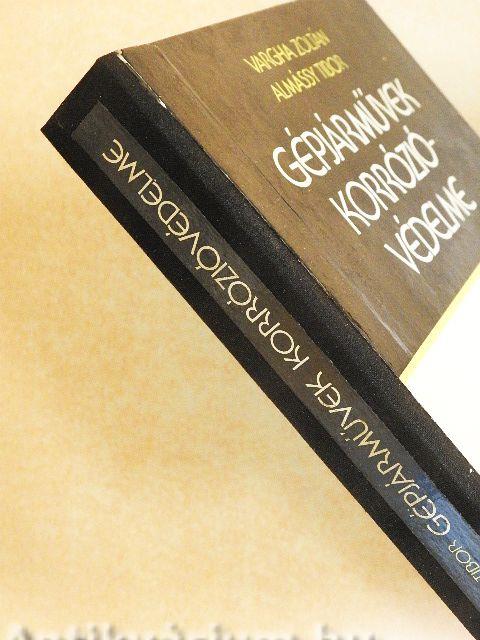 VARGHA ZOLTÁN
ALMÁSSY TIBOR
GÉPJÁRMŰVEK
KORRÓZIÓ-
VÉDELME
TIBOR GÉPJÁRMŰVEK KORRÓZIÓVÉDELME